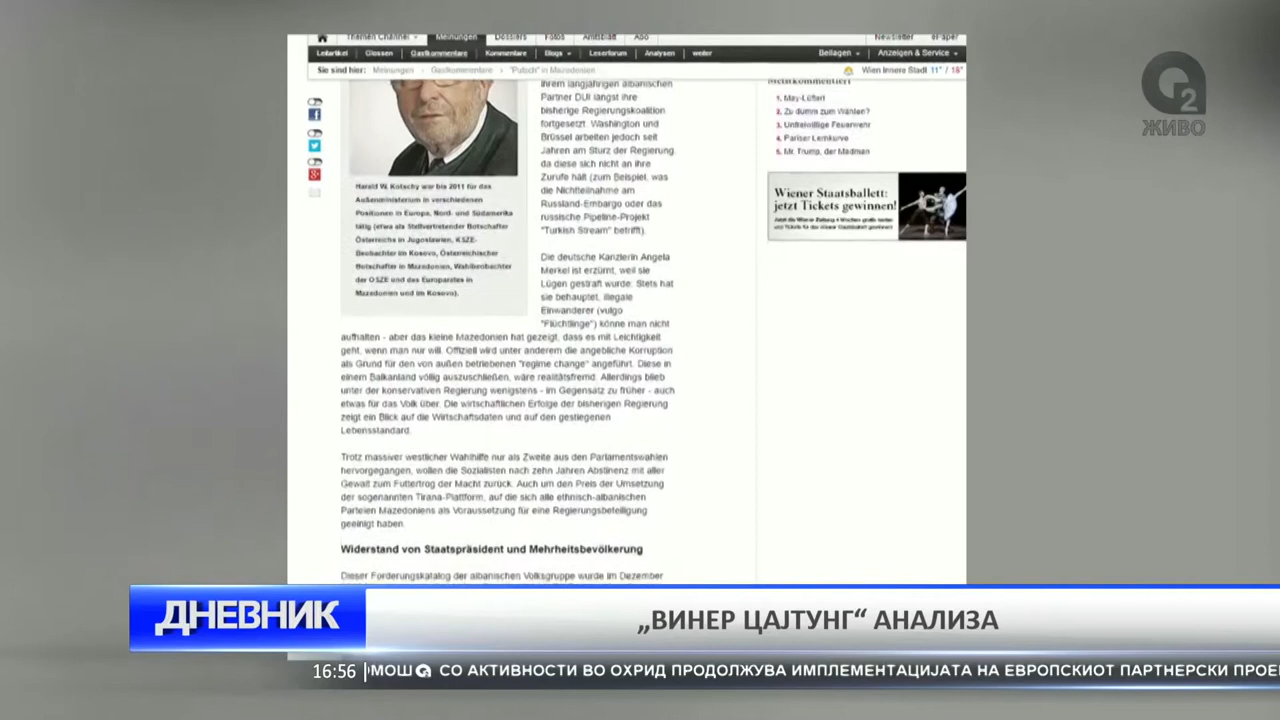 Themen Channel
Meinungen
Dossiers
Fotos
Amtsblatt
Abo
Newsletter
ePaper
Leitartikel
Glossen
Gastkommentare
Kommentare
Blogs
Leserforum
Analysen
weiter
Beilagen
Anzeigen & Service
Sie sind hier:
Meinungen
Gastkommentare
"Putsch" in Mazedonien
Wien Innere Stadt 11° / 16°
ihrem langjährigen albanischen
Partner DUI längst ihre
bisherige Regierungskoalition
fortgesetzt. Washington und
Brüssel arbeiten jedoch seit
Jahren am Sturz der Regierung,
da diese sich nicht an ihre
Zurufe hält (zum Beispiel, was
die Nichtteilnahme am
Russland-Embargo oder das
russische Pipeline-Projekt
"Turkish Stream" betrifft).
Harald W. Kotschy war bis 2011 für das
Außenministerium in verschiedenen
Positionen in Europa, Nord- und Südamerika
tätig (etwa als Stellvertretender Botschafter
Österreichs in Jugoslawien, KSZE-
Beobachter im Kosovo, Österreichischer
Botschafter in Mazedonien, Wahlbeobachter
der OSZE und des Europarates in
Mazedonien und im Kosovo).
Die deutsche Kanzlerin Angela
Merkel ist erzürnt, weil sie
Lügen gestraft wurde: Stets hat
sie behauptet, illegale
Einwanderer (vulgo
"Flüchtlinge") könne man nicht
aufhalten - aber das kleine Mazedonien hat gezeigt, dass es mit Leichtigkeit
geht, wenn man nur will. Offiziell wird unter anderem die angebliche Korruption
als Grund für den von außen betriebenen "regime change" angeführt. Diese in
einem Balkanland völlig auszuschließen, wäre realitätsfremd. Allerdings blieb
unter der konservativen Regierung wenigstens - im Gegensatz zu früher - auch
etwas für das Volk über. Die wirtschaftlichen Erfolge der bisherigen Regierung
zeigt ein Blick auf die Wirtschaftsdaten und auf den gestiegenen
Lebensstandard.
Trotz massiver westlicher Wahlhilfe nur als Zweite aus den Parlamentswahlen
hervorgegangen, wollen die Sozialisten nach zehn Jahren Abstinenz mit aller
Gewalt zum Futtertrog der Macht zurück. Auch um den Preis der Umsetzung
der sogenannten Tirana-Plattform, auf die sich alle ethnisch-albanischen
Parteien Mazedoniens als Voraussetzung für eine Regierungsbeteiligung
geeinigt haben.
Widerstand von Staatspräsident und Mehrheitsbevölkerung
Dieser Forderungskatalog der albanischen Volksgruppe wurde im Dezember
Meistkommentiert
1. May-Lüfterl
2. Zu dumm zum Wählen?
3. Unfreiwillige Feuerwehr
4. Pariser Lernkurve
5. Mr. Trump, der Madman
Wiener Staatsballett:
jetzt Tickets gewinnen!
2
ЖИВО
ДНЕВНИК
„ВИНЕР ЦАЈТУНГ“ АНАЛИЗА
16:56
МОШ СО АКТИВНОСТИ ВО ОХРИД ПРОДОЛЖУВА ИМПЛЕМЕНТАЦИЈАТА НА ЕВРОПСКИОТ ПАРТНЕРСКИ ПРОЕ